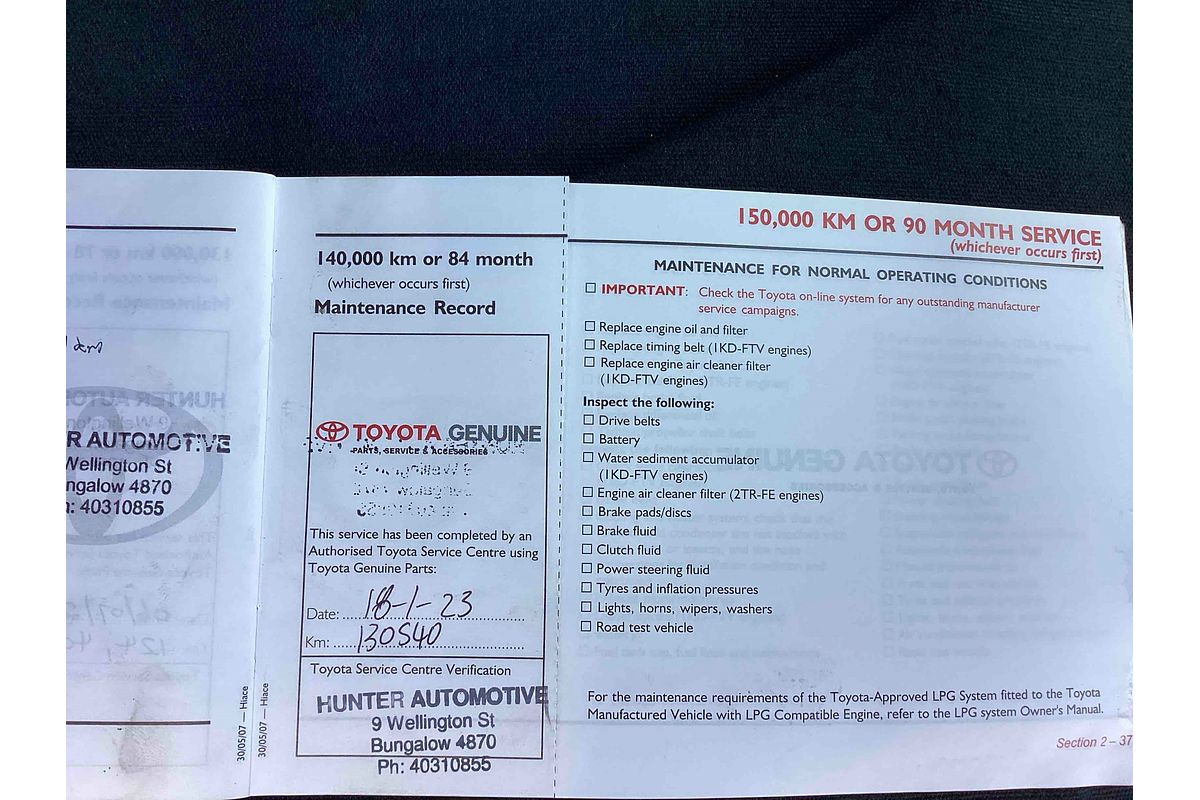 km
R AUTOMOTIVE
Wellington St
ngalow 4870
: 40310855
30/05/07 — Hiace
30/05/07 — Hiace
140,000 km or 84 month
(whichever occurs first)
Maintenance Record
TOYOTA GENUINE
PARTS, SERVICE & ACCESSORIES
This service has been completed by an
Authorised Toyota Service Centre using
Toyota Genuine Parts:
Date: 18-1-23
Km: 130540
Toyota Service Centre Verification
HUNTER AUTOMOTIVE
9 Wellington St
Bungalow 4870
Ph: 40310855
150,000 KM OR 90 MONTH SERVICE
(whichever occurs first)
MAINTENANCE FOR NORMAL OPERATING CONDITIONS
IMPORTANT: Check the Toyota on-line system for any outstanding manufacturer
service campaigns.
Replace engine oil and filter
Replace timing belt (1KD-FTV engines)
Replace engine air cleaner filter
(1KD-FTV engines)
Inspect the following:
Drive belts
Battery
Water sediment accumulator
(1KD-FTV engines)
Engine air cleaner filter (2TR-FE engines)
Brake pads/discs
Brake fluid
Clutch fluid
Power steering fluid
Tyres and inflation pressures
Lights, horns, wipers, washers
Road test vehicle
For the maintenance requirements of the Toyota-Approved LPG System fitted to the Toyota
Manufactured Vehicle with LPG Compatible Engine, refer to the LPG system Owner's Manual.
Section 2 – 37